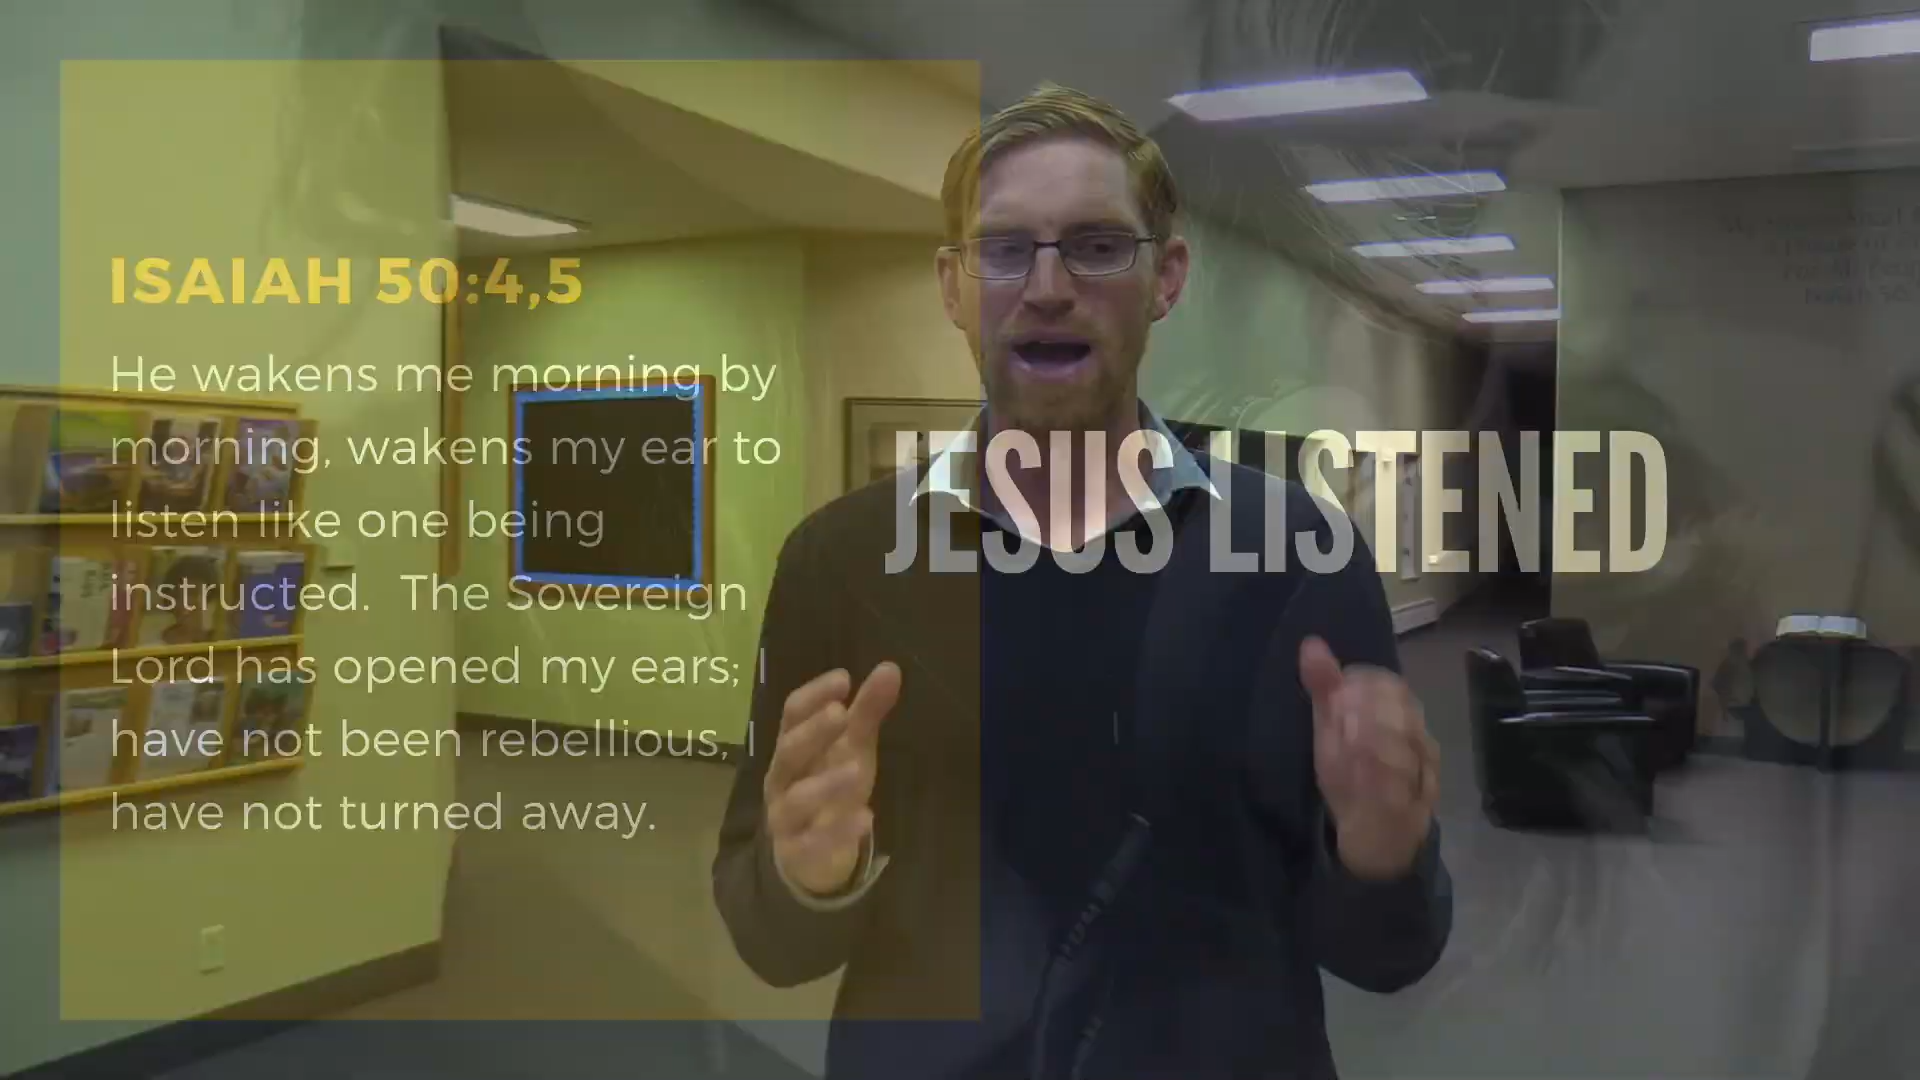 ISAIAH 50:4,5
He wakens me morning by
morning, wakens my ear to
listen like one being
instructed.  The Sovereign
Lord has opened my ears; I
have not been rebellious, I
have not turned away.
JESUS LISTENED